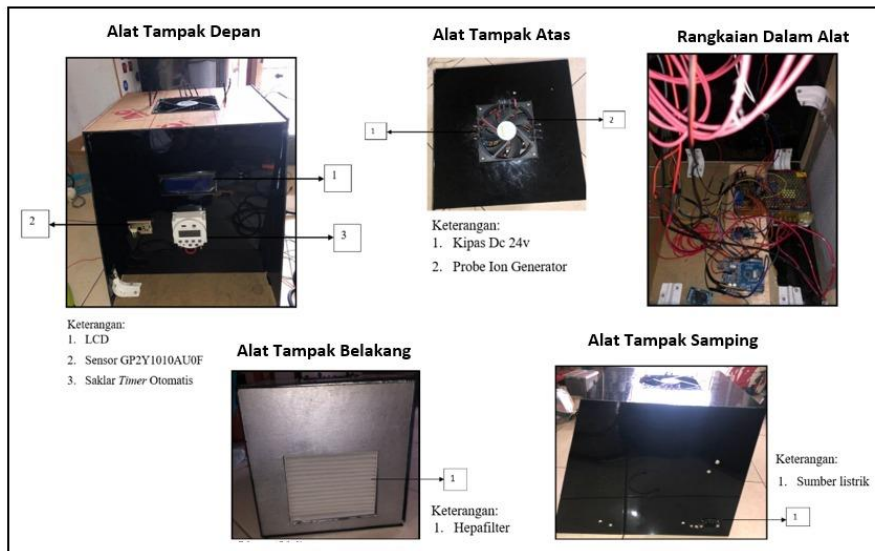 Alat Tampak Depan
1
2
3
Keterangan:
1. LCD
2. Sensor GP2Y1010AU0F
3. Saklar Timer Otomatis
Alat Tampak Atas
1
2
Keterangan:
1. Kipas Dc 24v
2. Probe Ion Generator
Rangkaian Dalam Alat
Alat Tampak Belakang
1
Keterangan:
1. Hepafilter
Alat Tampak Samping
Keterangan:
1. Sumber listrik
1